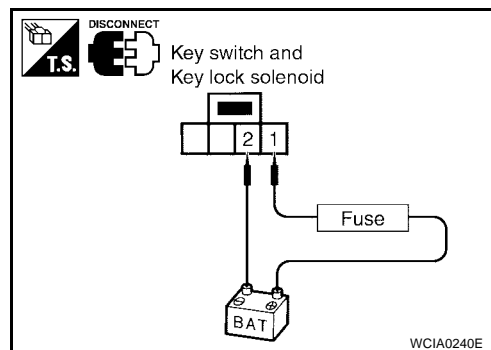 DISCONNECT
T.S.
Key switch and
Key lock solenoid
2 1
Fuse
BAT
WCIA0240E